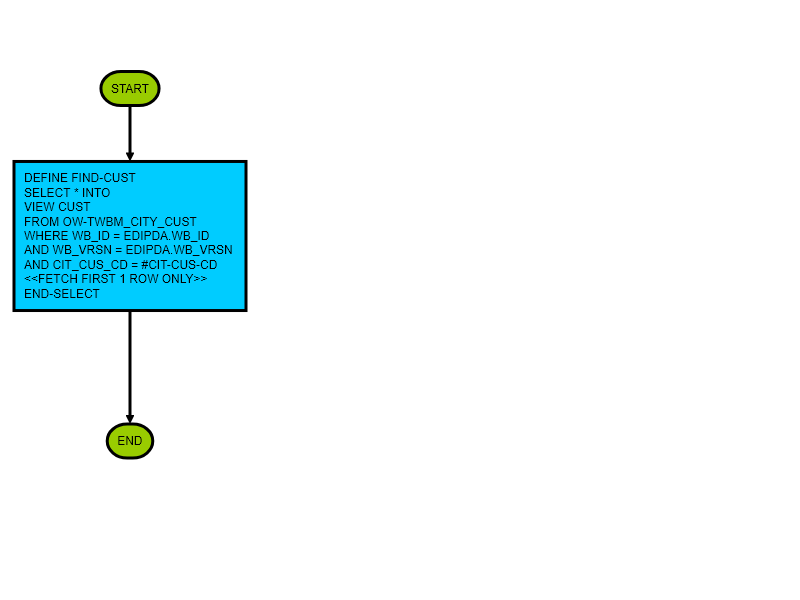 START
DEFINE FIND-CUST
SELECT * INTO
VIEW CUST
FROM OW-TWBM_CITY_CUST
WHERE WB_ID = EDIPDA.WB_ID
AND WB_VRSN = EDIPDA.WB_VRSN
AND CIT_CUS_CD = #CIT-CUS-CD
<<FETCH FIRST 1 ROW ONLY>>
END-SELECT
END